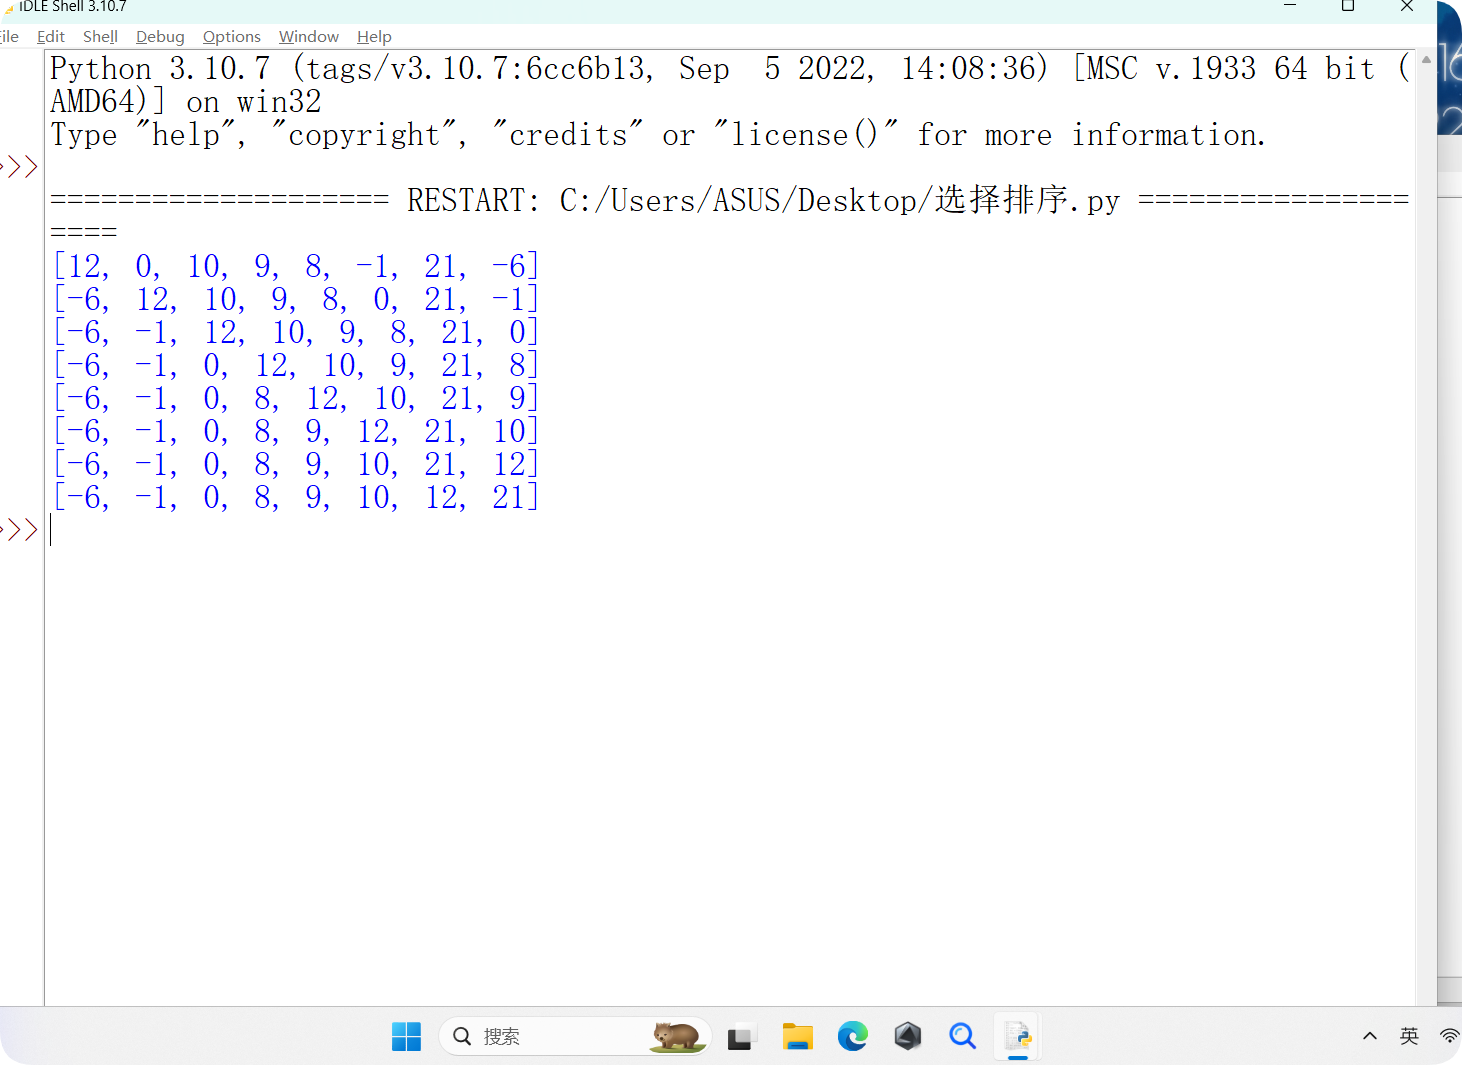 IDLE Shell 3.10.7
File Edit Shell Debug Options Window Help
Python 3.10.7 (tags/v3.10.7:6cc6b13, Sep  5 2022, 14:08:36) [MSC v.1933 64 bit (
AMD64)] on win32
Type "help", "copyright", "credits" or "license()" for more information.
>>>
==================== RESTART: C:/Users/ASUS/Desktop/选择排序.py ================
====
[12, 0, 10, 9, 8, -1, 21, -6]
[-6, 12, 10, 9, 8, 0, 21, -1]
[-6, -1, 12, 10, 9, 8, 21, 0]
[-6, -1, 0, 12, 10, 9, 21, 8]
[-6, -1, 0, 8, 12, 10, 21, 9]
[-6, -1, 0, 8, 9, 12, 21, 10]
[-6, -1, 0, 8, 9, 10, 21, 12]
[-6, -1, 0, 8, 9, 10, 12, 21]
>>>
搜索
英